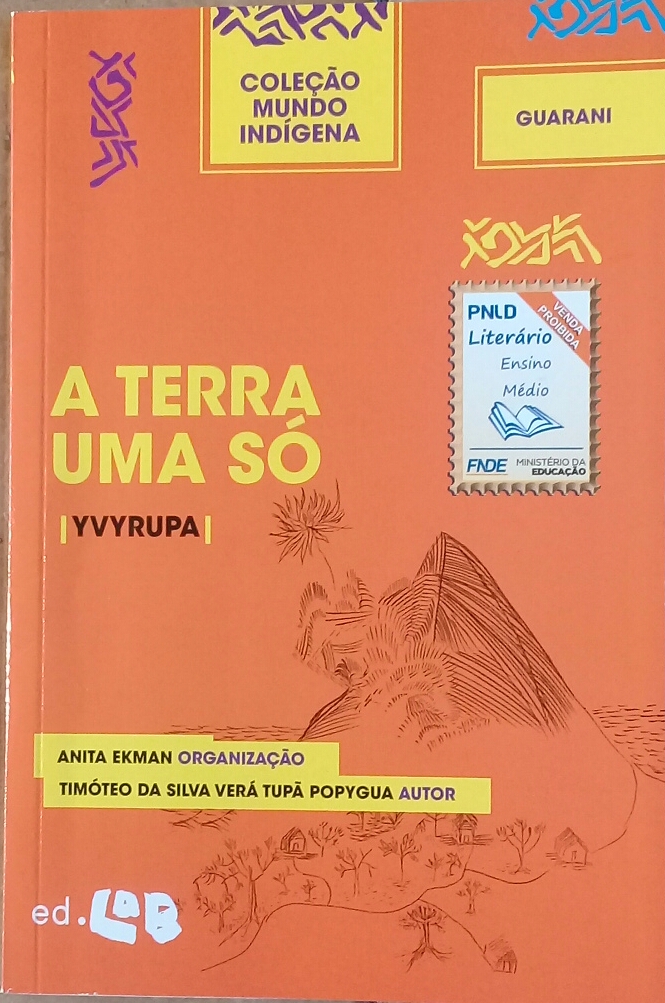 COLEÇÃO
MUNDO
INDÍGENA
GUARANI
PNLD
Literário
Ensino
Médio
VENDA
PROIBIDA
FNDE
MINISTÉRIO DA
EDUCAÇÃO
A TERRA
UMA SÓ
|YVYRUPA|
ANITA EKMAN ORGANIZAÇÃO
TIMÓTEO DA SILVA VERÁ TUPÃ POPYGUA AUTOR
ed.LaB